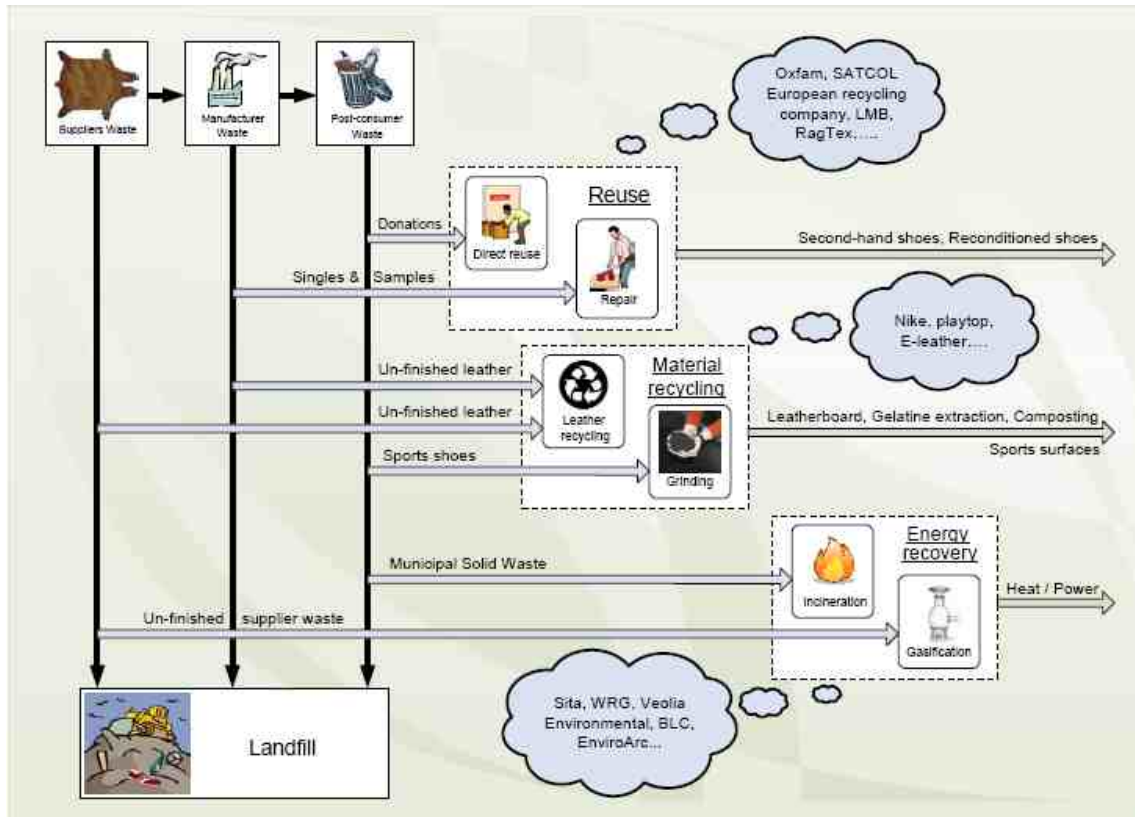 Suppliers Waste
Manufacturer
Waste
Post-consumer
Waste
Oxfam, SATCOL
European recycling
company, LMB,
RagTex,.....
Reuse
Donations
Direct reuse
Second-hand shoes, Reconditioned shoes
Singles & Samples
Repair
Nike, playtop,
E-leather,....
Material
recycling
Un-finished leather
Un-finished leather
Leather
recycling
Leatherboard, Gelatine extraction, Composting
Sports surfaces
Sports shoes
Grinding
Energy
recovery
Municipal Solid Waste
Incineration
Heat / Power
Un-finished supplier waste
Gasification
Sita, WRG, Veolia
Environmental, BLC,
EnviroArc...
Landfill